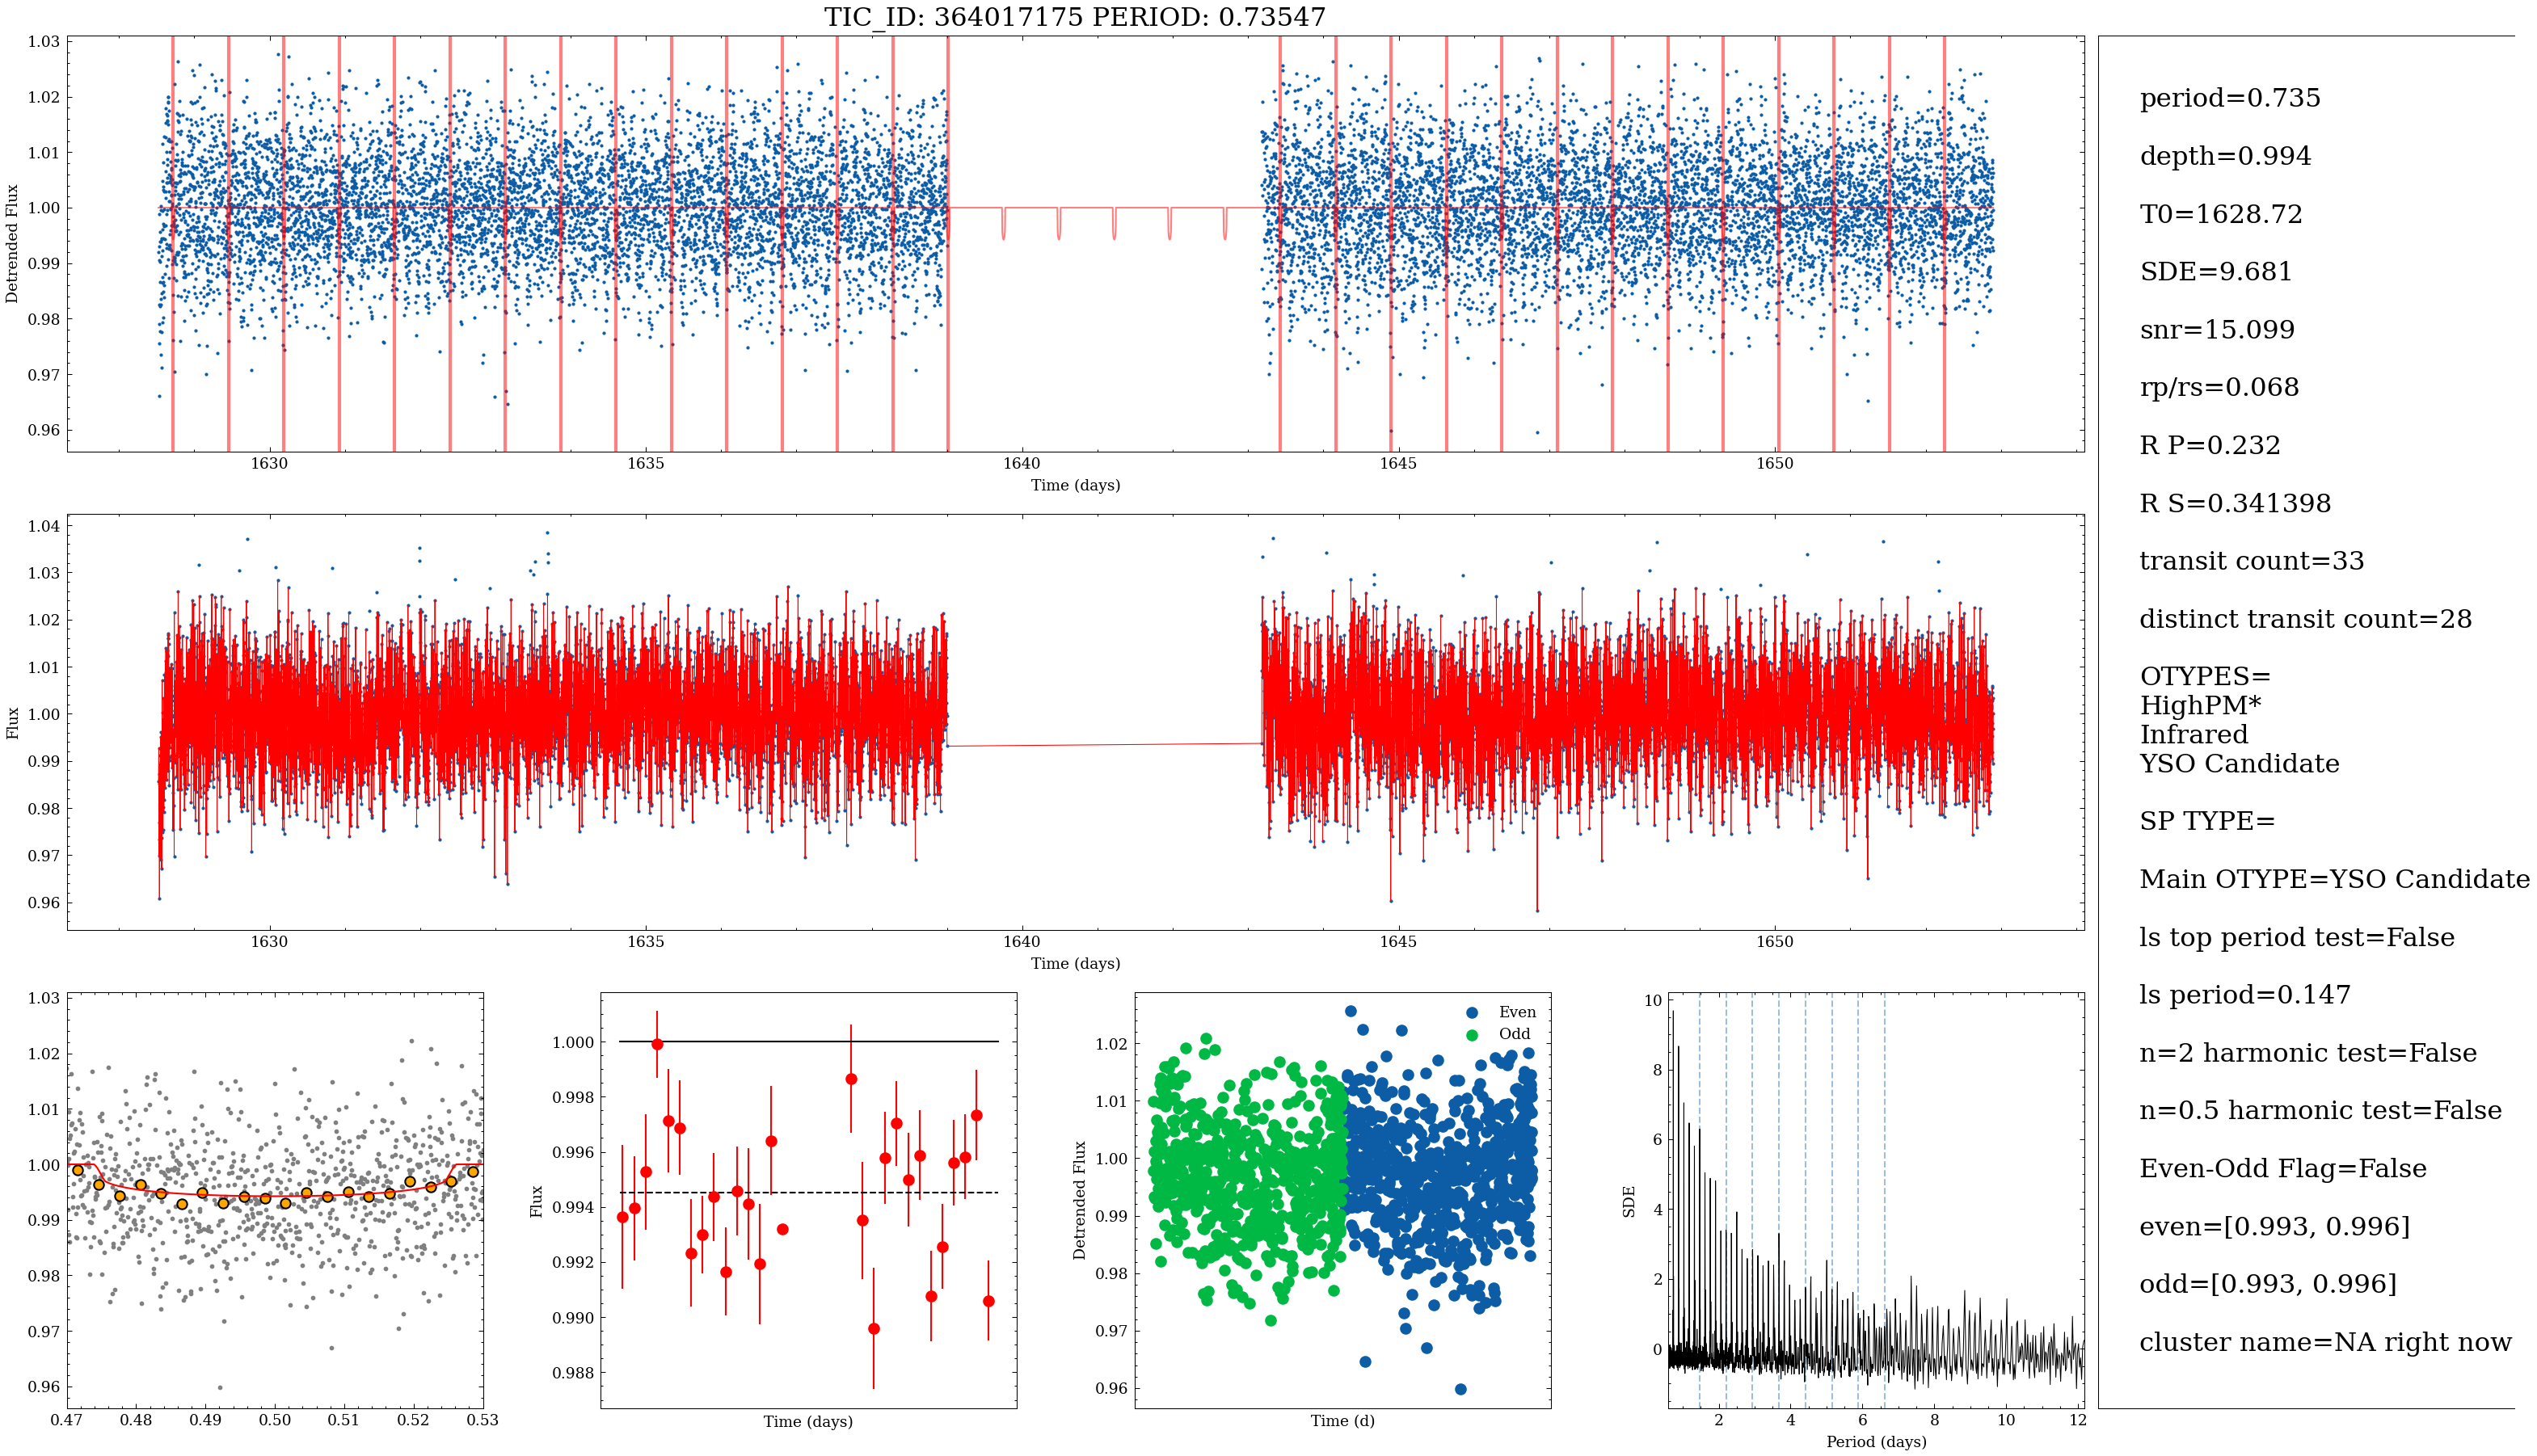 TIC_ID: 364017175 PERIOD: 0.73547
1.03
1.02
1.01
1.00
0.99
0.98
0.97
0.96
Detrended Flux
1630
1635
1640
1645
1650
Time (days)
1.04
1.03
1.02
1.01
1.00
0.99
0.98
0.97
0.96
Flux
1630
1635
1640
1645
1650
Time (days)
1.03
1.02
1.01
1.00
0.99
0.98
0.97
0.96
0.47
0.48
0.49
0.50
0.51
0.52
0.53
1.000
0.998
0.996
0.994
0.992
0.990
0.988
Flux
Time (days)
1.02
1.01
1.00
0.99
0.98
0.97
0.96
Detrended Flux
Even
Odd
Time (d)
10
8
6
4
2
0
SDE
2
4
6
8
10
12
Period (days)
period=0.735
depth=0.994
T0=1628.72
SDE=9.681
snr=15.099
rp/rs=0.068
R P=0.232
R S=0.341398
transit count=33
distinct transit count=28
OTYPES=
HighPM*
Infrared
YSO Candidate
SP TYPE=
Main OTYPE=YSO Candidate
ls top period test=False
ls period=0.147
n=2 harmonic test=False
n=0.5 harmonic test=False
Even-Odd Flag=False
even=[0.993, 0.996]
odd=[0.993, 0.996]
cluster name=NA right now